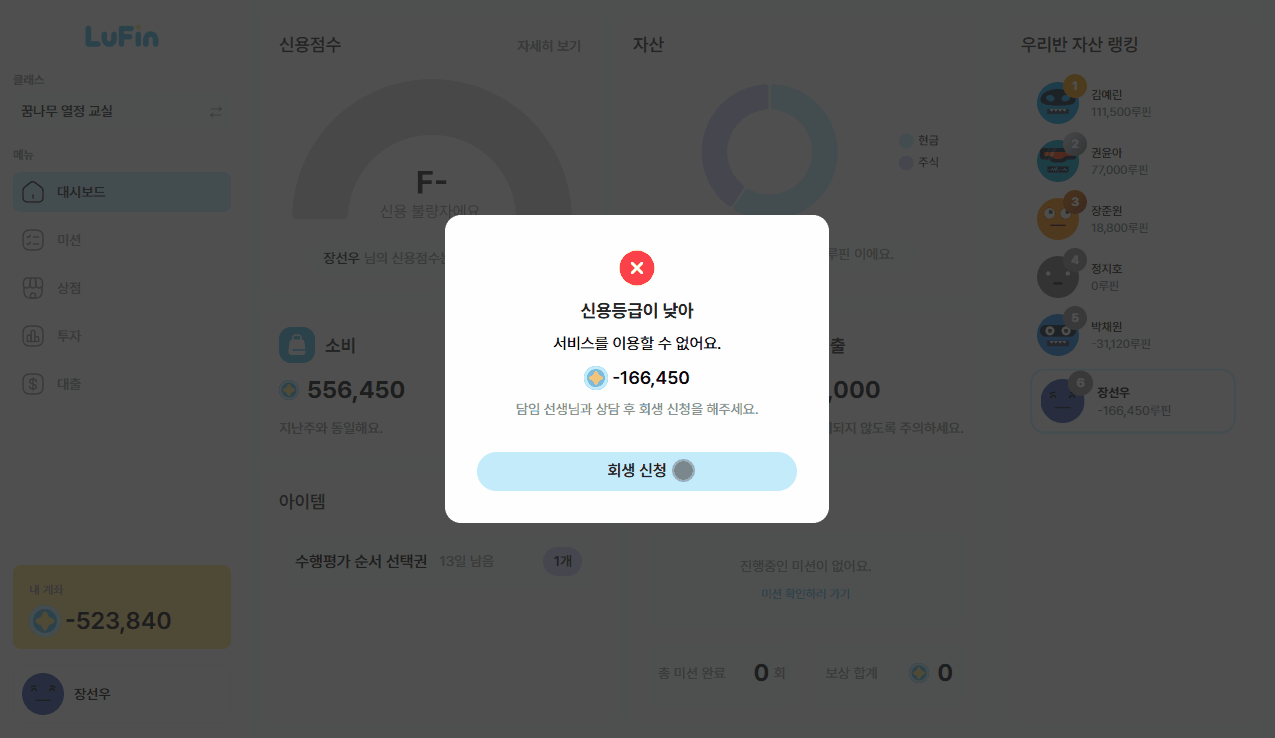 LuFin
클래스
꿈나무 열정 교실
메뉴
대시보드
미션
상점
투자
대출
내 계좌
-523,840
장선우
신용점수
자세히 보기
F-
신용 불량자예요
장선우 님의 신용점수는
자산
현금
주식
루핀 이에요.
소비
556,450
지난주와 동일해요.
출
,000
되지 않도록 주의하세요.
아이템
수행평가 순서 선택권 13일 남음 1개
진행중인 미션이 없어요.
미션 확인하러 가기
총 미션 완료 0 회 보상 합계 0
우리반 자산 랭킹
1
김예린
111,500루핀
2
권윤아
77,000루핀
3
장준원
18,800루핀
4
정지호
0루핀
5
박채원
-31,120루핀
6
장선우
-166,450루핀
신용등급이 낮아
서비스를 이용할 수 없어요.
-166,450
담임 선생님과 상담 후 회생 신청을 해주세요.
회생 신청